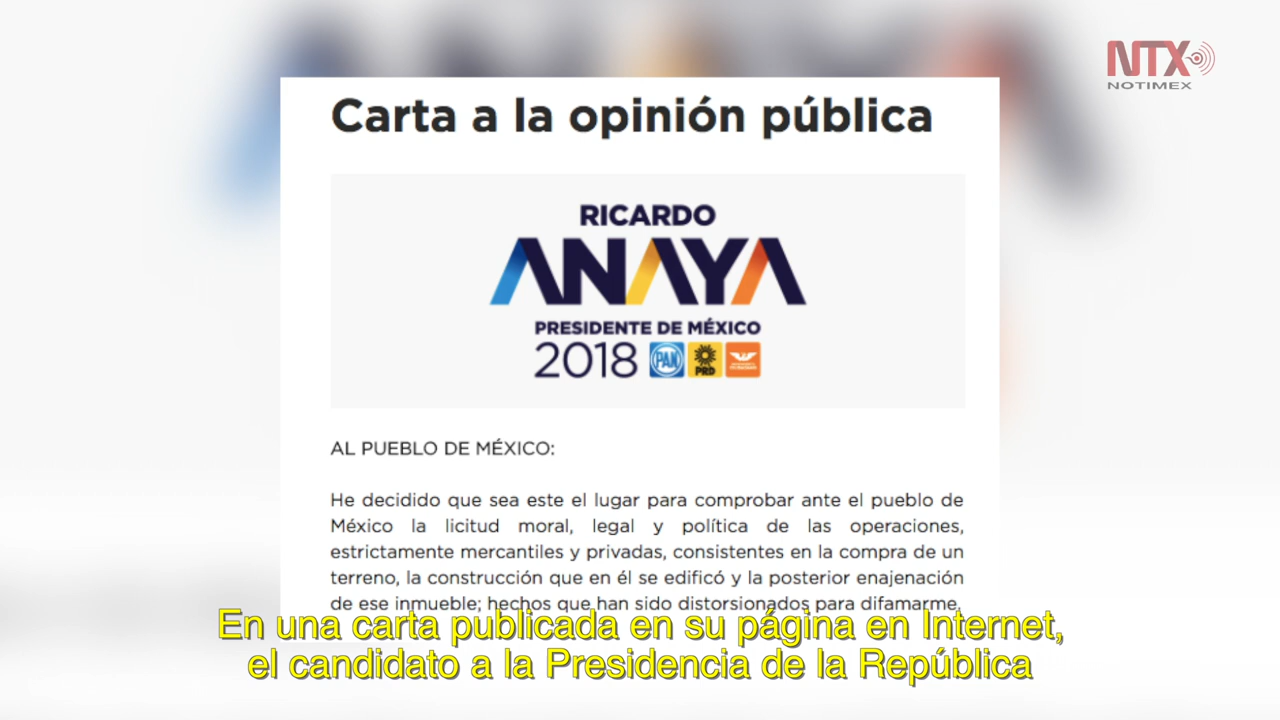 NTX
NOTIMEX
Carta a la opinión pública
RICARDO
ANAYA
PRESIDENTE DE MÉXICO
2018 PAN PRD
AL PUEBLO DE MÉXICO:
He decidido que sea este el lugar para comprobar ante el pueblo de
México la licitud moral, legal y política de las operaciones,
estrictamente mercantiles y privadas, consistentes en la compra de un
terreno, la construcción que en él se edificó y la posterior enajenación
de ese inmueble; hechos que han sido distorsionados para difamarme.
En una carta publicada en su página en Internet,
el candidato a la Presidencia de la República